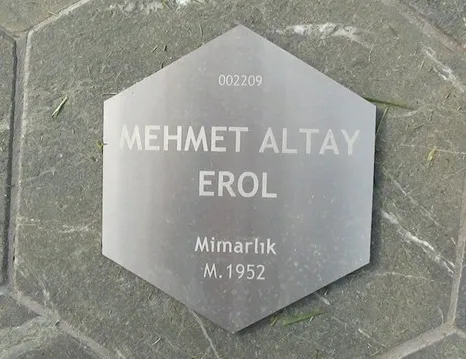 002209
MEHMET ALTAY
EROL
Mimarlık
M.1952